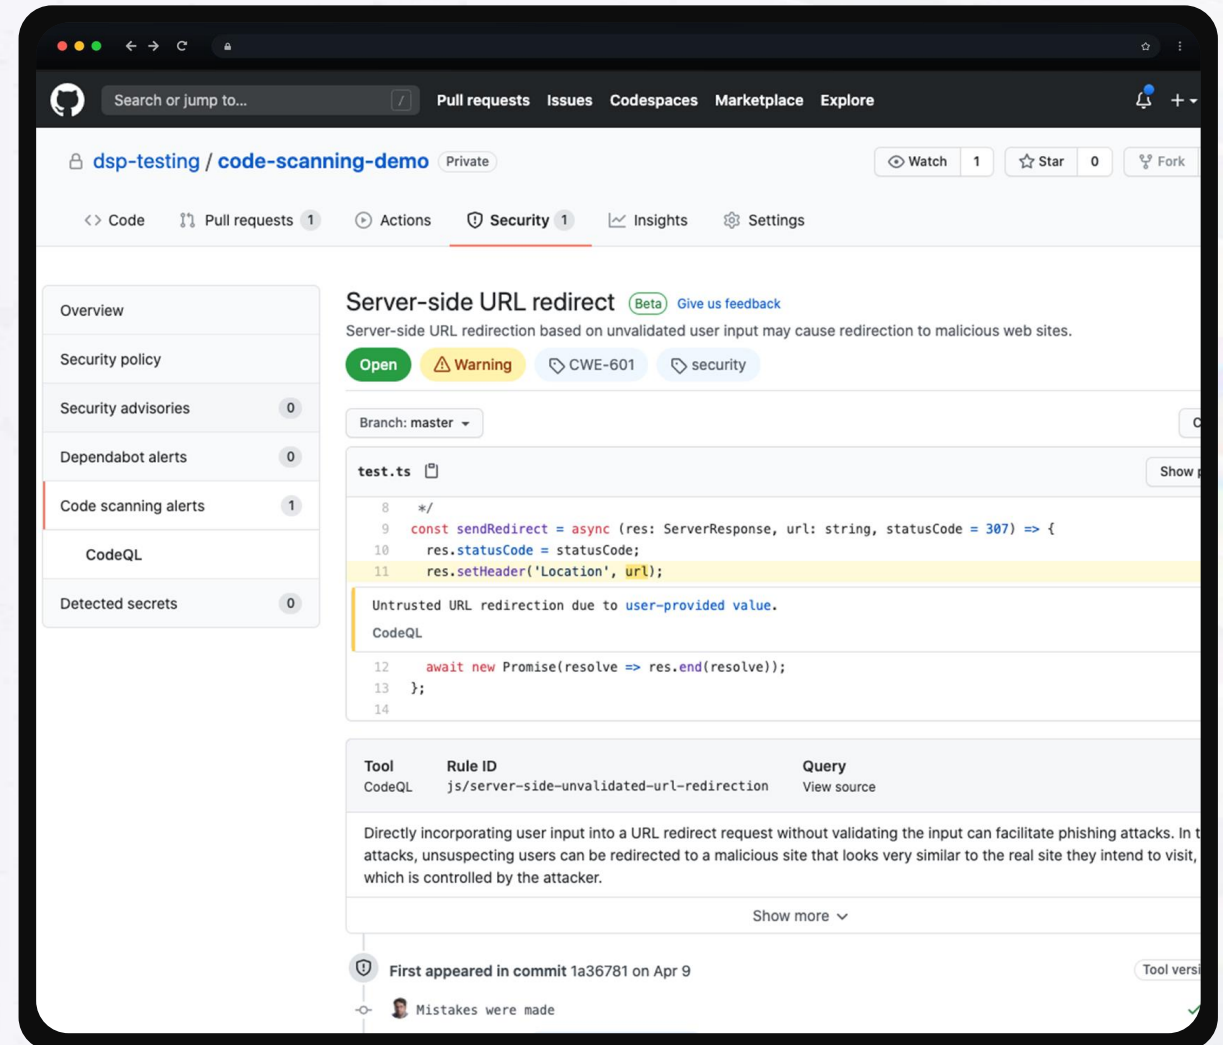 Search or jump to... / Pull requests Issues Codespaces Marketplace Explore
dsp-testing / code-scanning-demo Private Watch 1 Star 0 Fork
Code Pull requests 1 Actions Security 1 Insights Settings
Overview
Security policy
Security advisories 0
Dependabot alerts 0
Code scanning alerts 1
CodeQL
Detected secrets 0
Server-side URL redirect Beta Give us feedback
Server-side URL redirection based on unvalidated user input may cause redirection to malicious web sites.
Open Warning CWE-601 security
Branch: master
test.ts Show
8 */
9 const sendRedirect = async (res: ServerResponse, url: string, statusCode = 307) => {
10 res.statusCode = statusCode;
11 res.setHeader('Location', url);
Untrusted URL redirection due to user-provided value.
CodeQL
12 await new Promise(resolve => res.end(resolve));
13 };
14
Tool Rule ID Query
CodeQL js/server-side-unvalidated-url-redirection View source
Directly incorporating user input into a URL redirect request without validating the input can facilitate phishing attacks. In
attacks, unsuspecting users can be redirected to a malicious site that looks very similar to the real site they intend to visit,
which is controlled by the attacker.
Show more
First appeared in commit 1a36781 on Apr 9 Tool
Mistakes were made